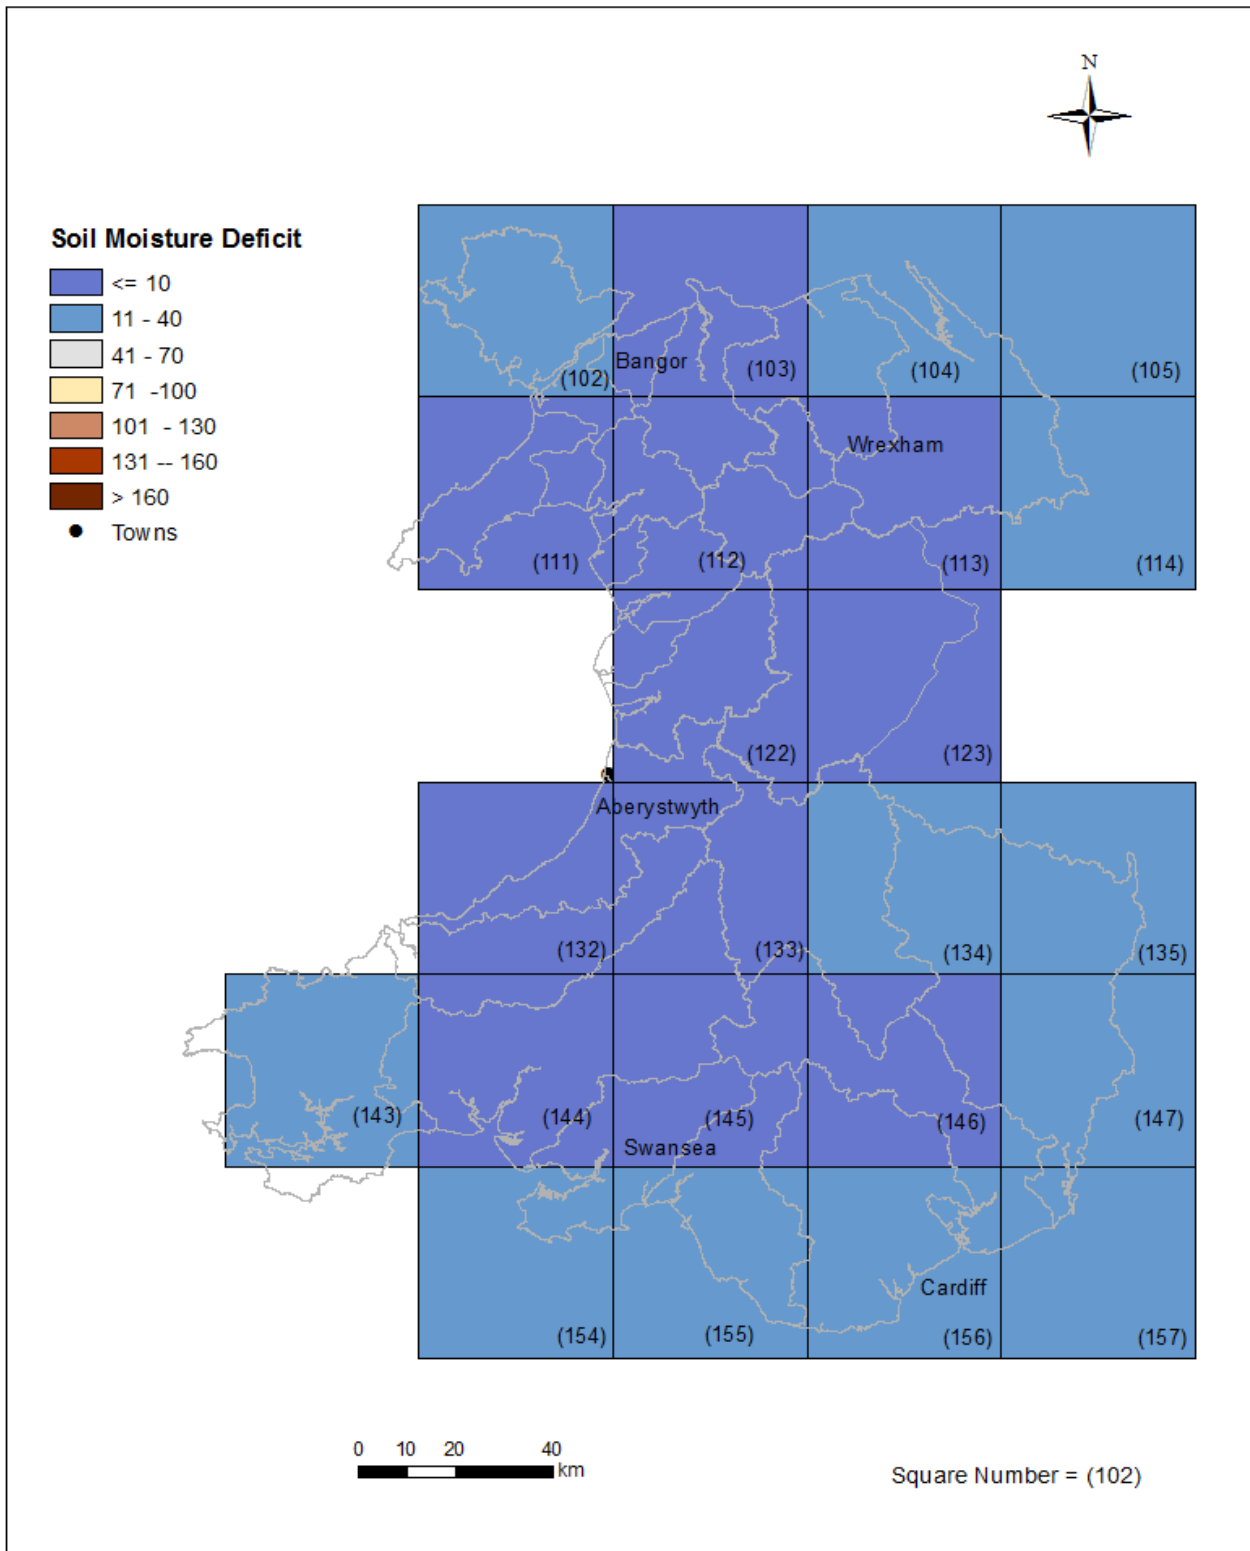 N
Soil Moisture Deficit
<= 10
11 - 40
41 - 70
71 -100
101 - 130
131 -- 160
> 160
Towns
Bangor
(102)
(103)
(104)
(105)
Wrexham
(111)
(112)
(113)
(114)
(122)
(123)
Aberystwyth
(132)
(133)
(134)
(135)
(143)
(144)
(145)
(146)
(147)
Swansea
Cardiff
(154)
(155)
(156)
(157)
0 10 20 40
km
Square Number = (102)